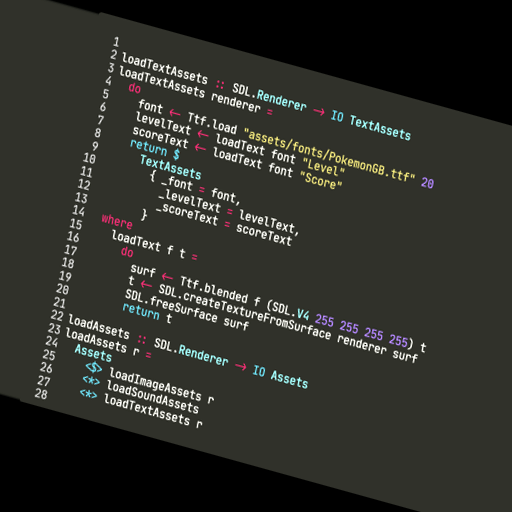 1
2 loadTextAssets :: SDL.Renderer → IO TextAssets
3 loadTextAssets renderer =
4 do
5 font ← Ttf.load "assets/fonts/PokemonGB.ttf" 20
6 levelText ← loadText font "Level"
7 scoreText ← loadText font "Score"
8 return $
9 TextAssets
10 { _font = font,
11 _levelText = levelText,
12 _scoreText = scoreText
13 }
14 where
15 loadText f t =
16 do
17 surf ← Ttf.blended f (SDL.V4 255 255 255 255) t
18 t ← SDL.createTextureFromSurface renderer surf
19 SDL.freeSurface surf
20 return t
21
22 loadAssets :: SDL.Renderer → IO Assets
23 loadAssets r =
24 Assets
25 <$> loadImageAssets r
26 <*> loadSoundAssets
27 <*> loadTextAssets r
28